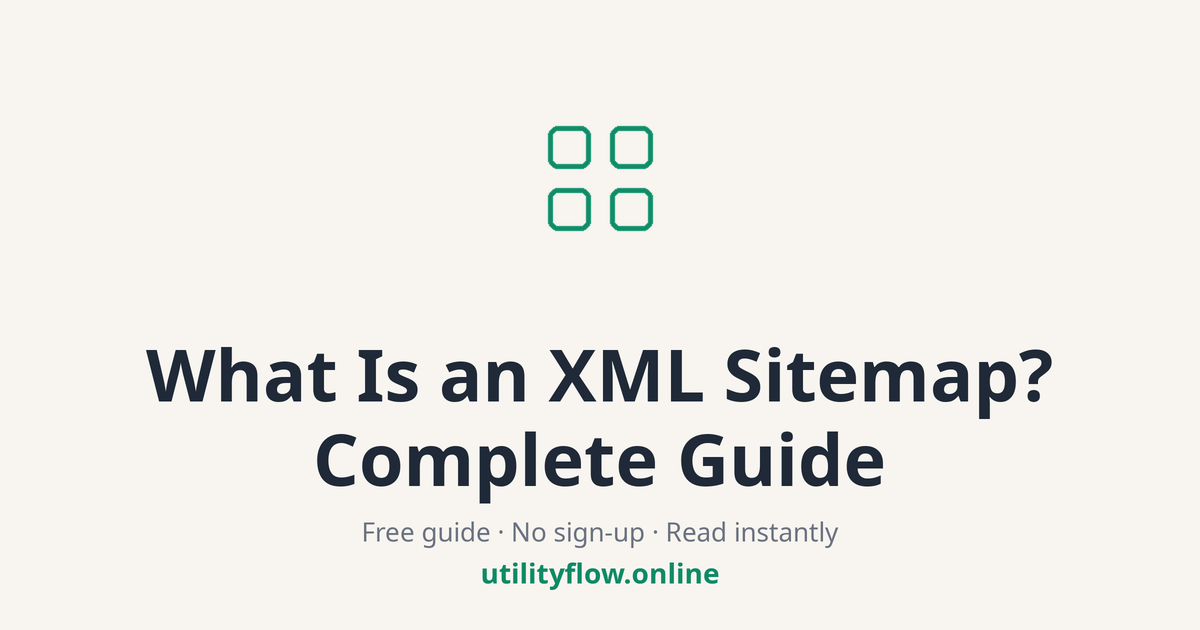 What Is an XML Sitemap?
Complete Guide
Free guide · No sign-up · Read instantly
utilityflow.online